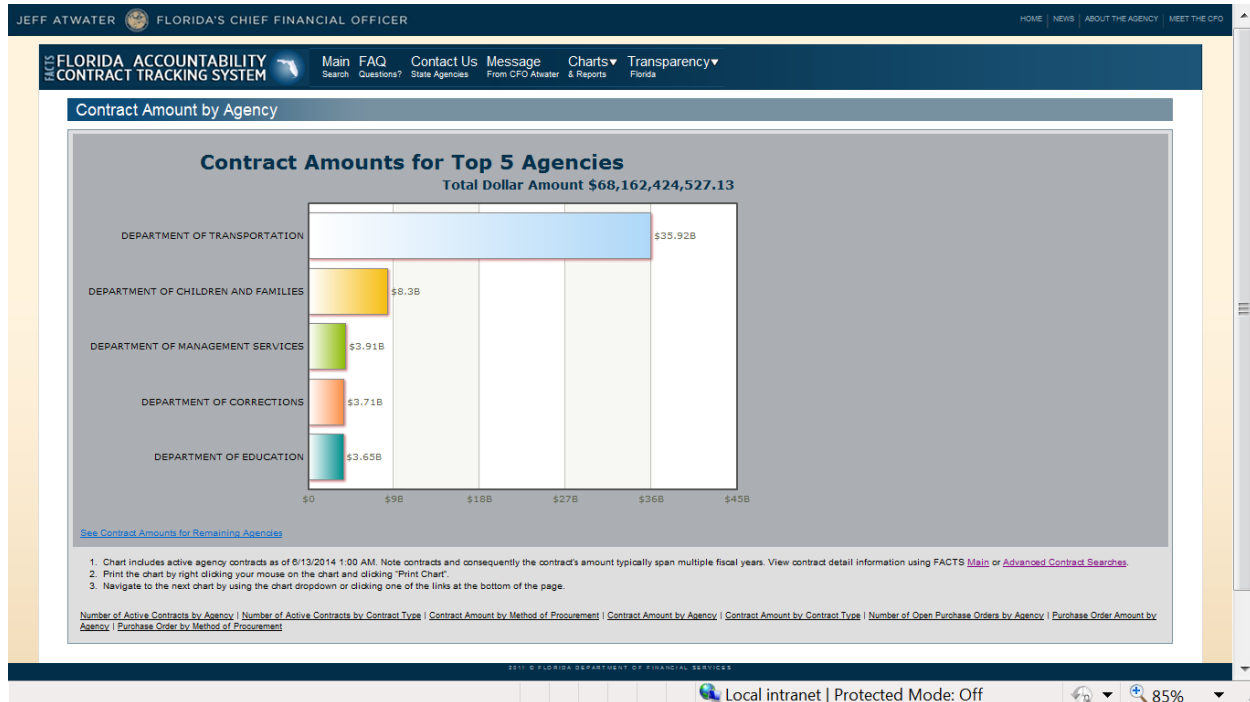 JEFF ATWATER FLORIDA'S CHIEF FINANCIAL OFFICER
HOME | NEWS | ABOUT THE AGENCY | MEET THE CFO
FACTS
FLORIDA ACCOUNTABILITY
CONTRACT TRACKING SYSTEM
Main FAQ Contact Us Message Charts▾ Transparency▾
Search Questions? State Agencies From CFO Atwater & Reports Florida
Contract Amount by Agency
Contract Amounts for Top 5 Agencies
Total Dollar Amount $68,162,424,527.13
DEPARTMENT OF TRANSPORTATION $35.92B
DEPARTMENT OF CHILDREN AND FAMILIES $8.3B
DEPARTMENT OF MANAGEMENT SERVICES $3.91B
DEPARTMENT OF CORRECTIONS $3.71B
DEPARTMENT OF EDUCATION $3.65B
$0 $9B $18B $27B $36B $45B
See Contract Amounts for Remaining Agencies
1. Chart includes active agency contracts as of 6/13/2014 1:00 AM. Note contracts and consequently the contract's amount typically span multiple fiscal years. View contract detail information using FACTS Main or Advanced Contract Searches.
2. Print the chart by right clicking your mouse on the chart and clicking "Print Chart".
3. Navigate to the next chart by using the chart dropdown or clicking one of the links at the bottom of the page.
Number of Active Contracts by Agency | Number of Active Contracts by Contract Type | Contract Amount by Method of Procurement | Contract Amount by Agency | Contract Amount by Contract Type | Number of Open Purchase Orders by Agency | Purchase Order Amount by
Agency | Purchase Order by Method of Procurement
2011 © FLORIDA DEPARTMENT OF FINANCIAL SERVICES
Local intranet | Protected Mode: Off 85%